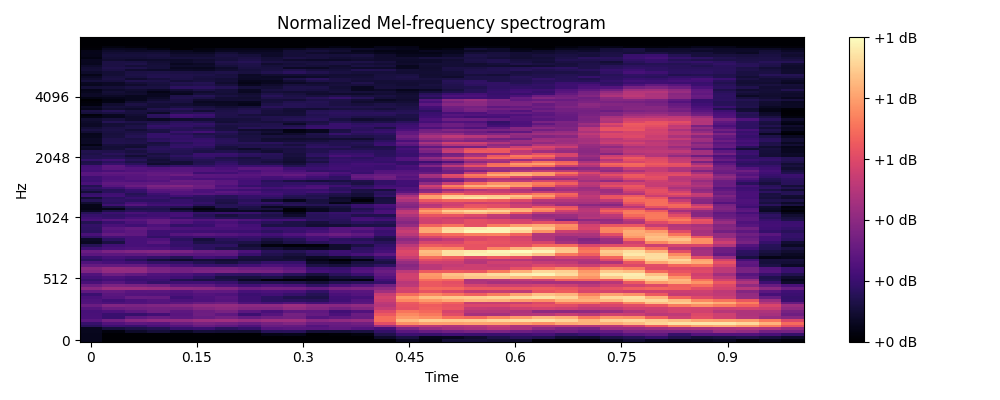 Normalized Mel-frequency spectrogram
Hz
4096
2048
1024
512
0
0 0.15 0.3 0.45 0.6 0.75 0.9
Time
+1 dB
+1 dB
+1 dB
+0 dB
+0 dB
+0 dB